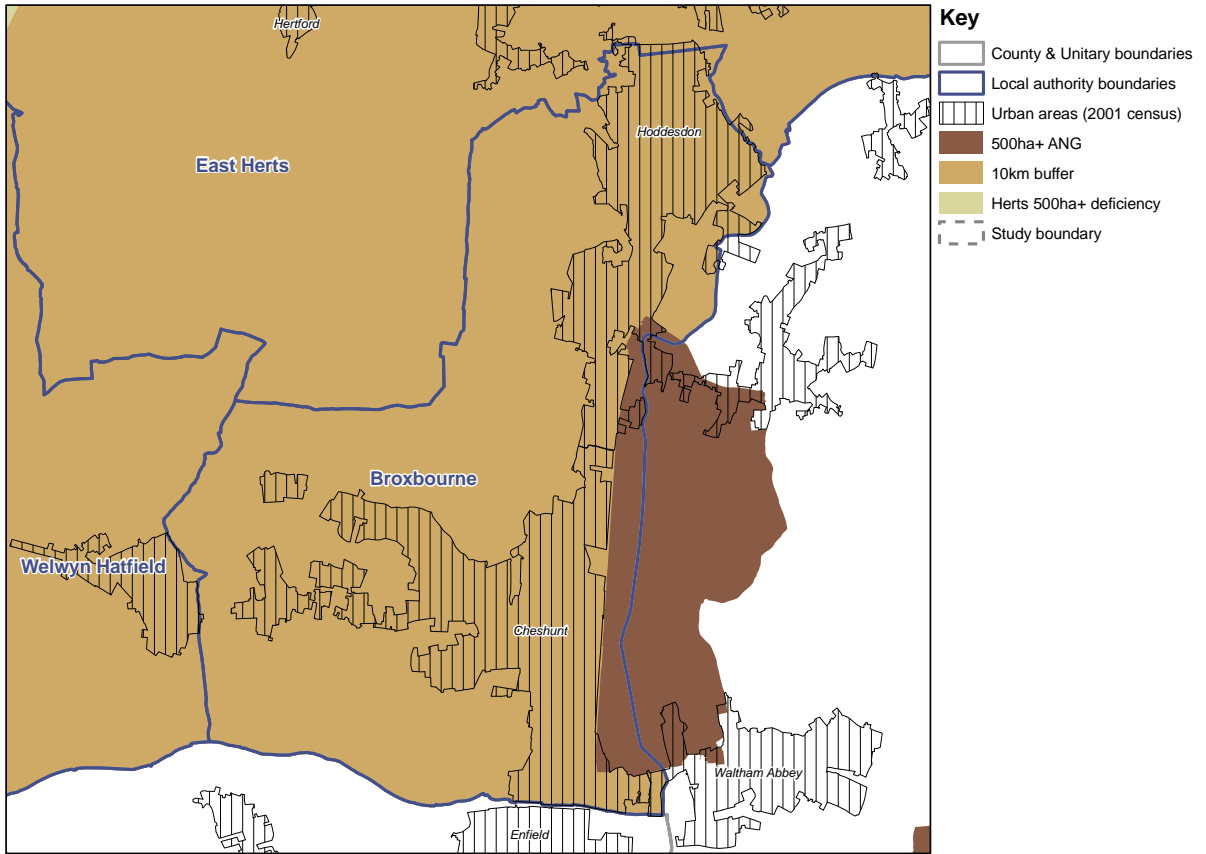 Hertford
Hoddesdon
East Herts
Broxbourne
Welwyn Hatfield
Cheshunt
Waltham Abbey
Enfield
Key
County & Unitary boundaries
Local authority boundaries
Urban areas (2001 census)
500ha+ ANG
10km buffer
Herts 500ha+ deficiency
Study boundary